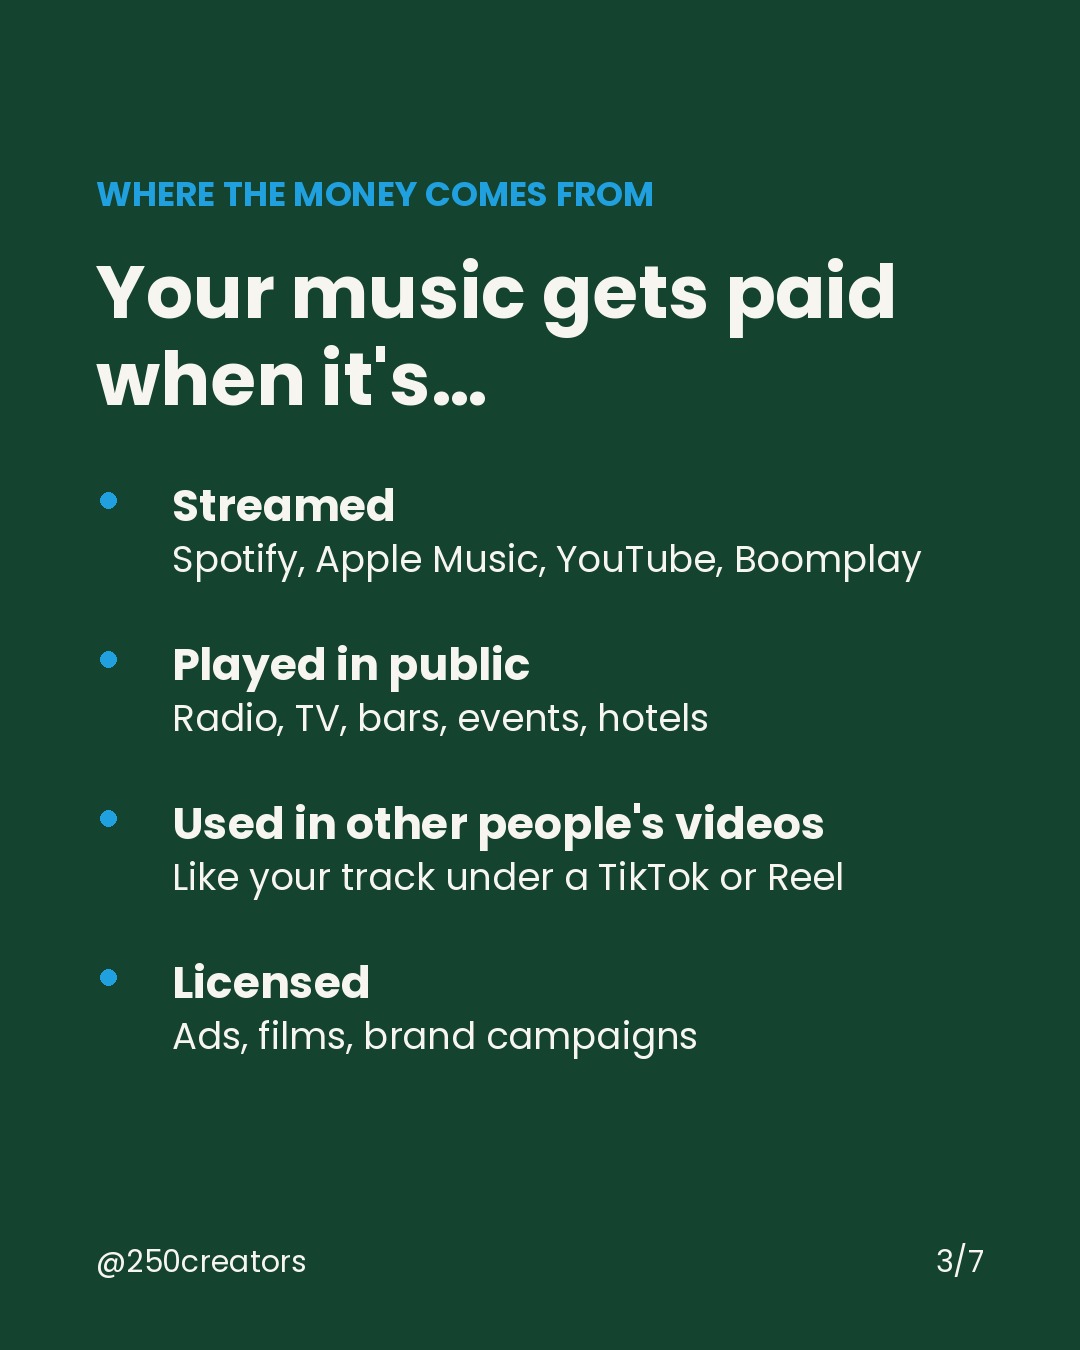 WHERE THE MONEY COMES FROM
Your music gets paid
when it's...
Streamed
Spotify, Apple Music, YouTube, Boomplay
Played in public
Radio, TV, bars, events, hotels
Used in other people's videos
Like your track under a TikTok or Reel
Licensed
Ads, films, brand campaigns
@250creators
3/7